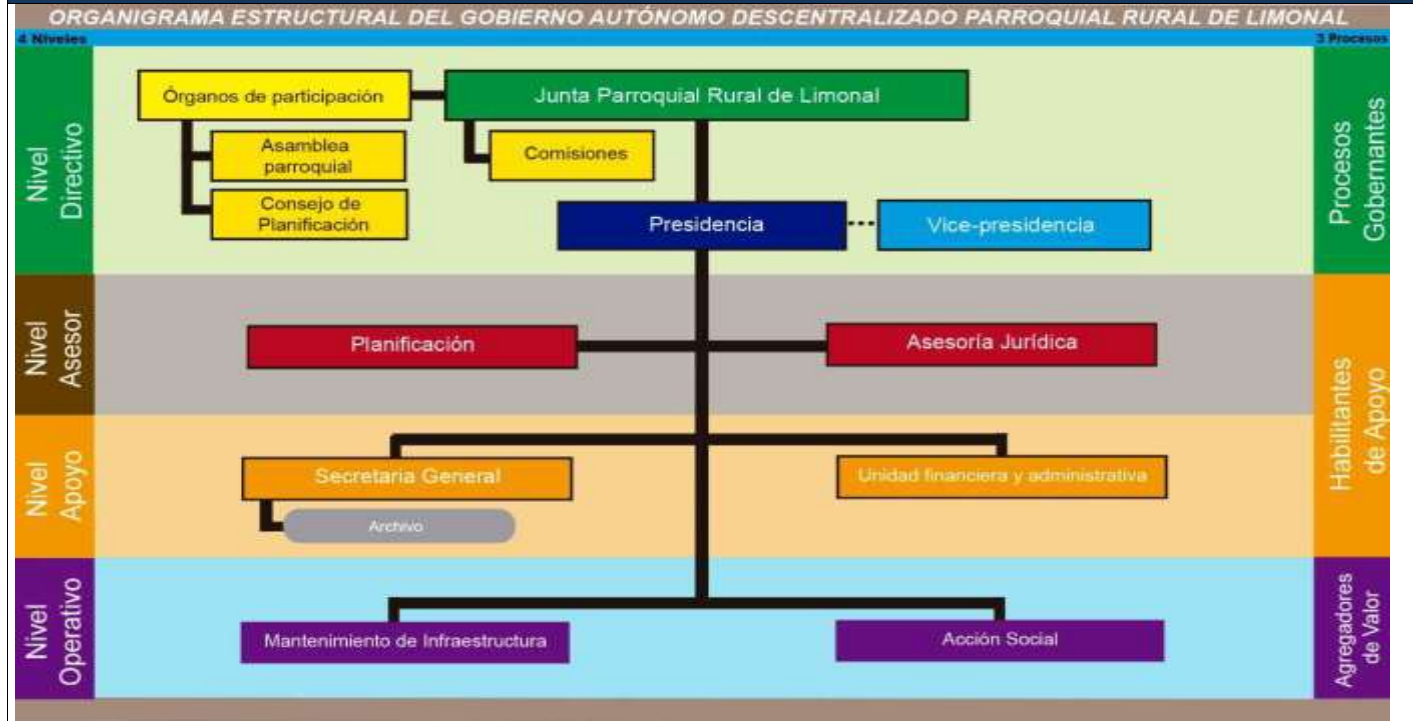 ORGANIGRAMA ESTRUCTURAL DEL GOBIERNO AUTÓNOMO DESCENTRALIZADO PARROQUIAL RURAL DE LIMONAL
4 Niveles
3 Procesos
Nivel
Directivo
Órganos de participación
Junta Parroquial Rural de Limonal
Asamblea
parroquial
Comisiones
Consejo de
Planificación
Presidencia
Vice-presidencia
Procesos
Gobernantes
Nivel
Asesor
Planificación
Asesoría Jurídica
Habilitantes
de Apoyo
Nivel
Apoyo
Secretaria General
Unidad financiera y administrativa
Archivo
Nivel
Operativo
Mantenimiento de Infraestructura
Acción Social
Agregadores
de Valor